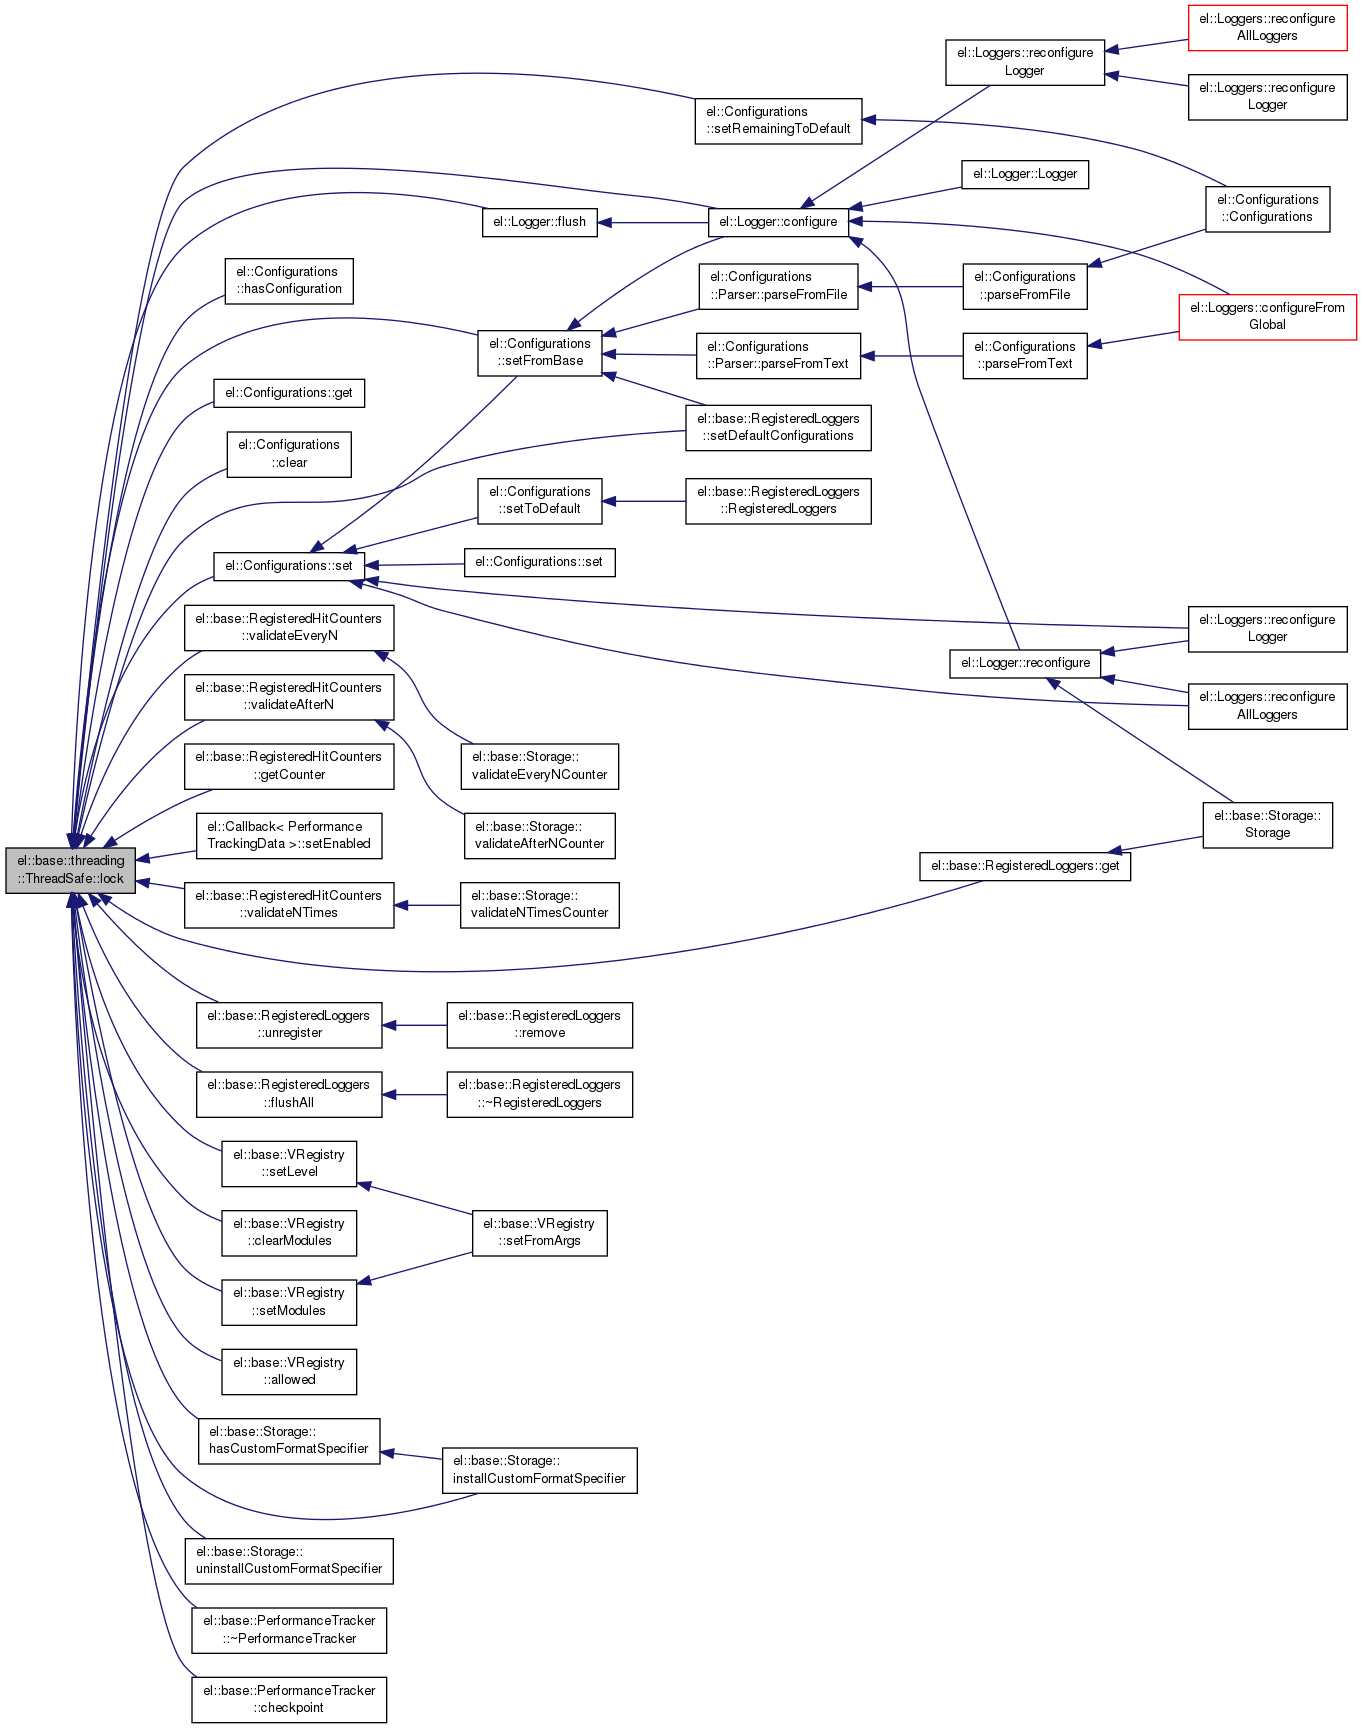 el::Loggers::reconfigure
AllLoggers
el::Loggers::reconfigure
Logger
el::Loggers::reconfigure
Logger
el::Configurations
::setRemainingToDefault
el::Logger::Logger
el::Configurations
::Configurations
el::Logger::flush
el::Logger::configure
el::Configurations
::hasConfiguration
el::Configurations
::Parser::parseFromFile
el::Configurations
::parseFromFile
el::Loggers::configureFrom
Global
el::Configurations
::setFromBase
el::Configurations
::Parser::parseFromText
el::Configurations
::parseFromText
el::Configurations::get
el::base::RegisteredLoggers
::setDefaultConfigurations
el::Configurations
::clear
el::Configurations
::setToDefault
el::base::RegisteredLoggers
::RegisteredLoggers
el::Configurations::set
el::Configurations::set
el::base::RegisteredHitCounters
::validateEveryN
el::Loggers::reconfigure
Logger
el::Logger::reconfigure
el::base::RegisteredHitCounters
::validateAfterN
el::Loggers::reconfigure
AllLoggers
el::base::RegisteredHitCounters
::getCounter
el::base::Storage::
validateEveryNCounter
el::Callback< Performance
TrackingData >::setEnabled
el::base::Storage::
validateAfterNCounter
el::base::Storage::
Storage
el::base::threading
::ThreadSafe::lock
el::base::RegisteredLoggers::get
el::base::RegisteredHitCounters
::validateNTimes
el::base::Storage::
validateNTimesCounter
el::base::RegisteredLoggers
::unregister
el::base::RegisteredLoggers
::remove
el::base::RegisteredLoggers
::flushAll
el::base::RegisteredLoggers
::~RegisteredLoggers
el::base::VRegistry
::setLevel
el::base::VRegistry
::clearModules
el::base::VRegistry
::setFromArgs
el::base::VRegistry
::setModules
el::base::VRegistry
::allowed
el::base::Storage::
hasCustomFormatSpecifier
el::base::Storage::
installCustomFormatSpecifier
el::base::Storage::
uninstallCustomFormatSpecifier
el::base::PerformanceTracker
::~PerformanceTracker
el::base::PerformanceTracker
::checkpoint